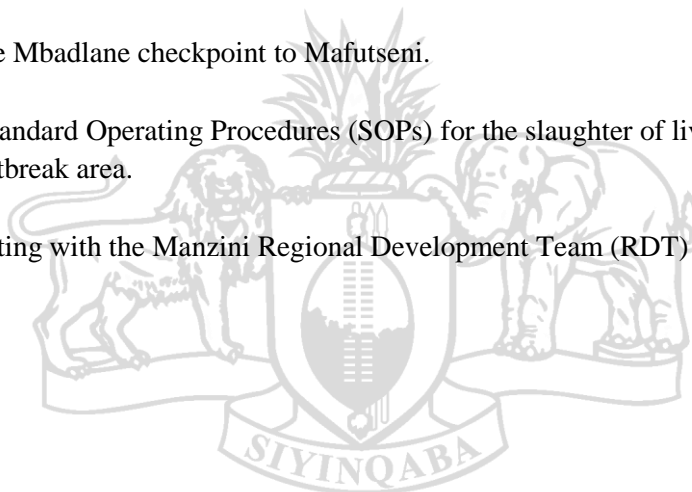 e Mbadlane checkpoint to Mafutseni.
andard Operating Procedures (SOPs) for the slaughter of liv
tbreak area.
ting with the Manzini Regional Development Team (RDT)
SIYINQABA